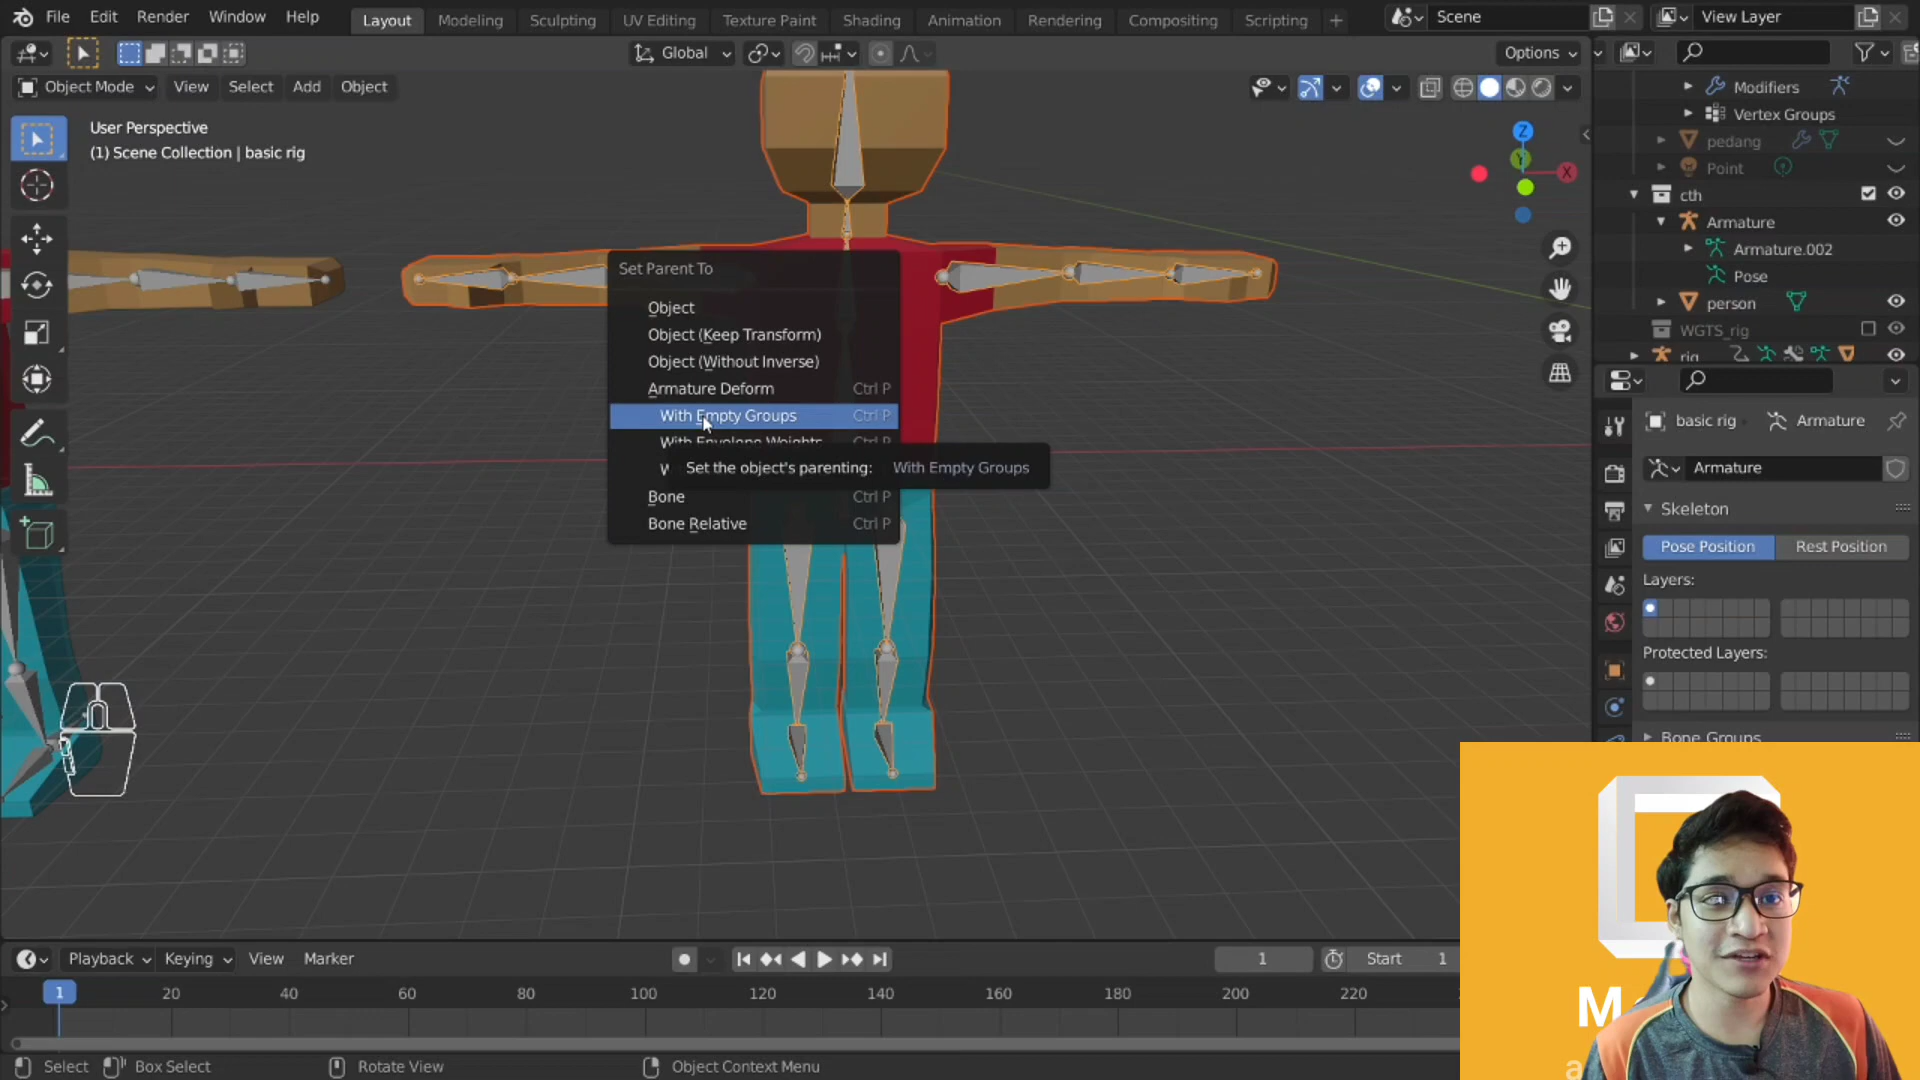 File Edit Render Window Help Layout Modeling Sculpting UV Editing Texture Paint Shading Animation Rendering Compositing Scripting + Scene View Layer
Global Options
Object Mode View Select Add Object
User Perspective
(1) Scene Collection | basic rig
Z
Y
X
Modifiers
Vertex Groups
pedang
Point
cth
Armature
Armature.002
Pose
person
WGTS_rig
rig
Set Parent To
Object
Object (Keep Transform)
Object (Without Inverse)
Armature Deform Ctrl P
With Empty Groups Ctrl P
With Envelope Weights Ctrl P
Set the object's parenting: With Empty Groups
Bone Ctrl P
Bone Relative Ctrl P
basic rig Armature
Armature
Skeleton
Pose Position Rest Position
Layers:
Protected Layers:
Bone Groups
Playback Keying View Marker 1 Start 1
1 20 40 60 80 100 120 140 160 180 200 220
Select Box Select Rotate View Object Context Menu